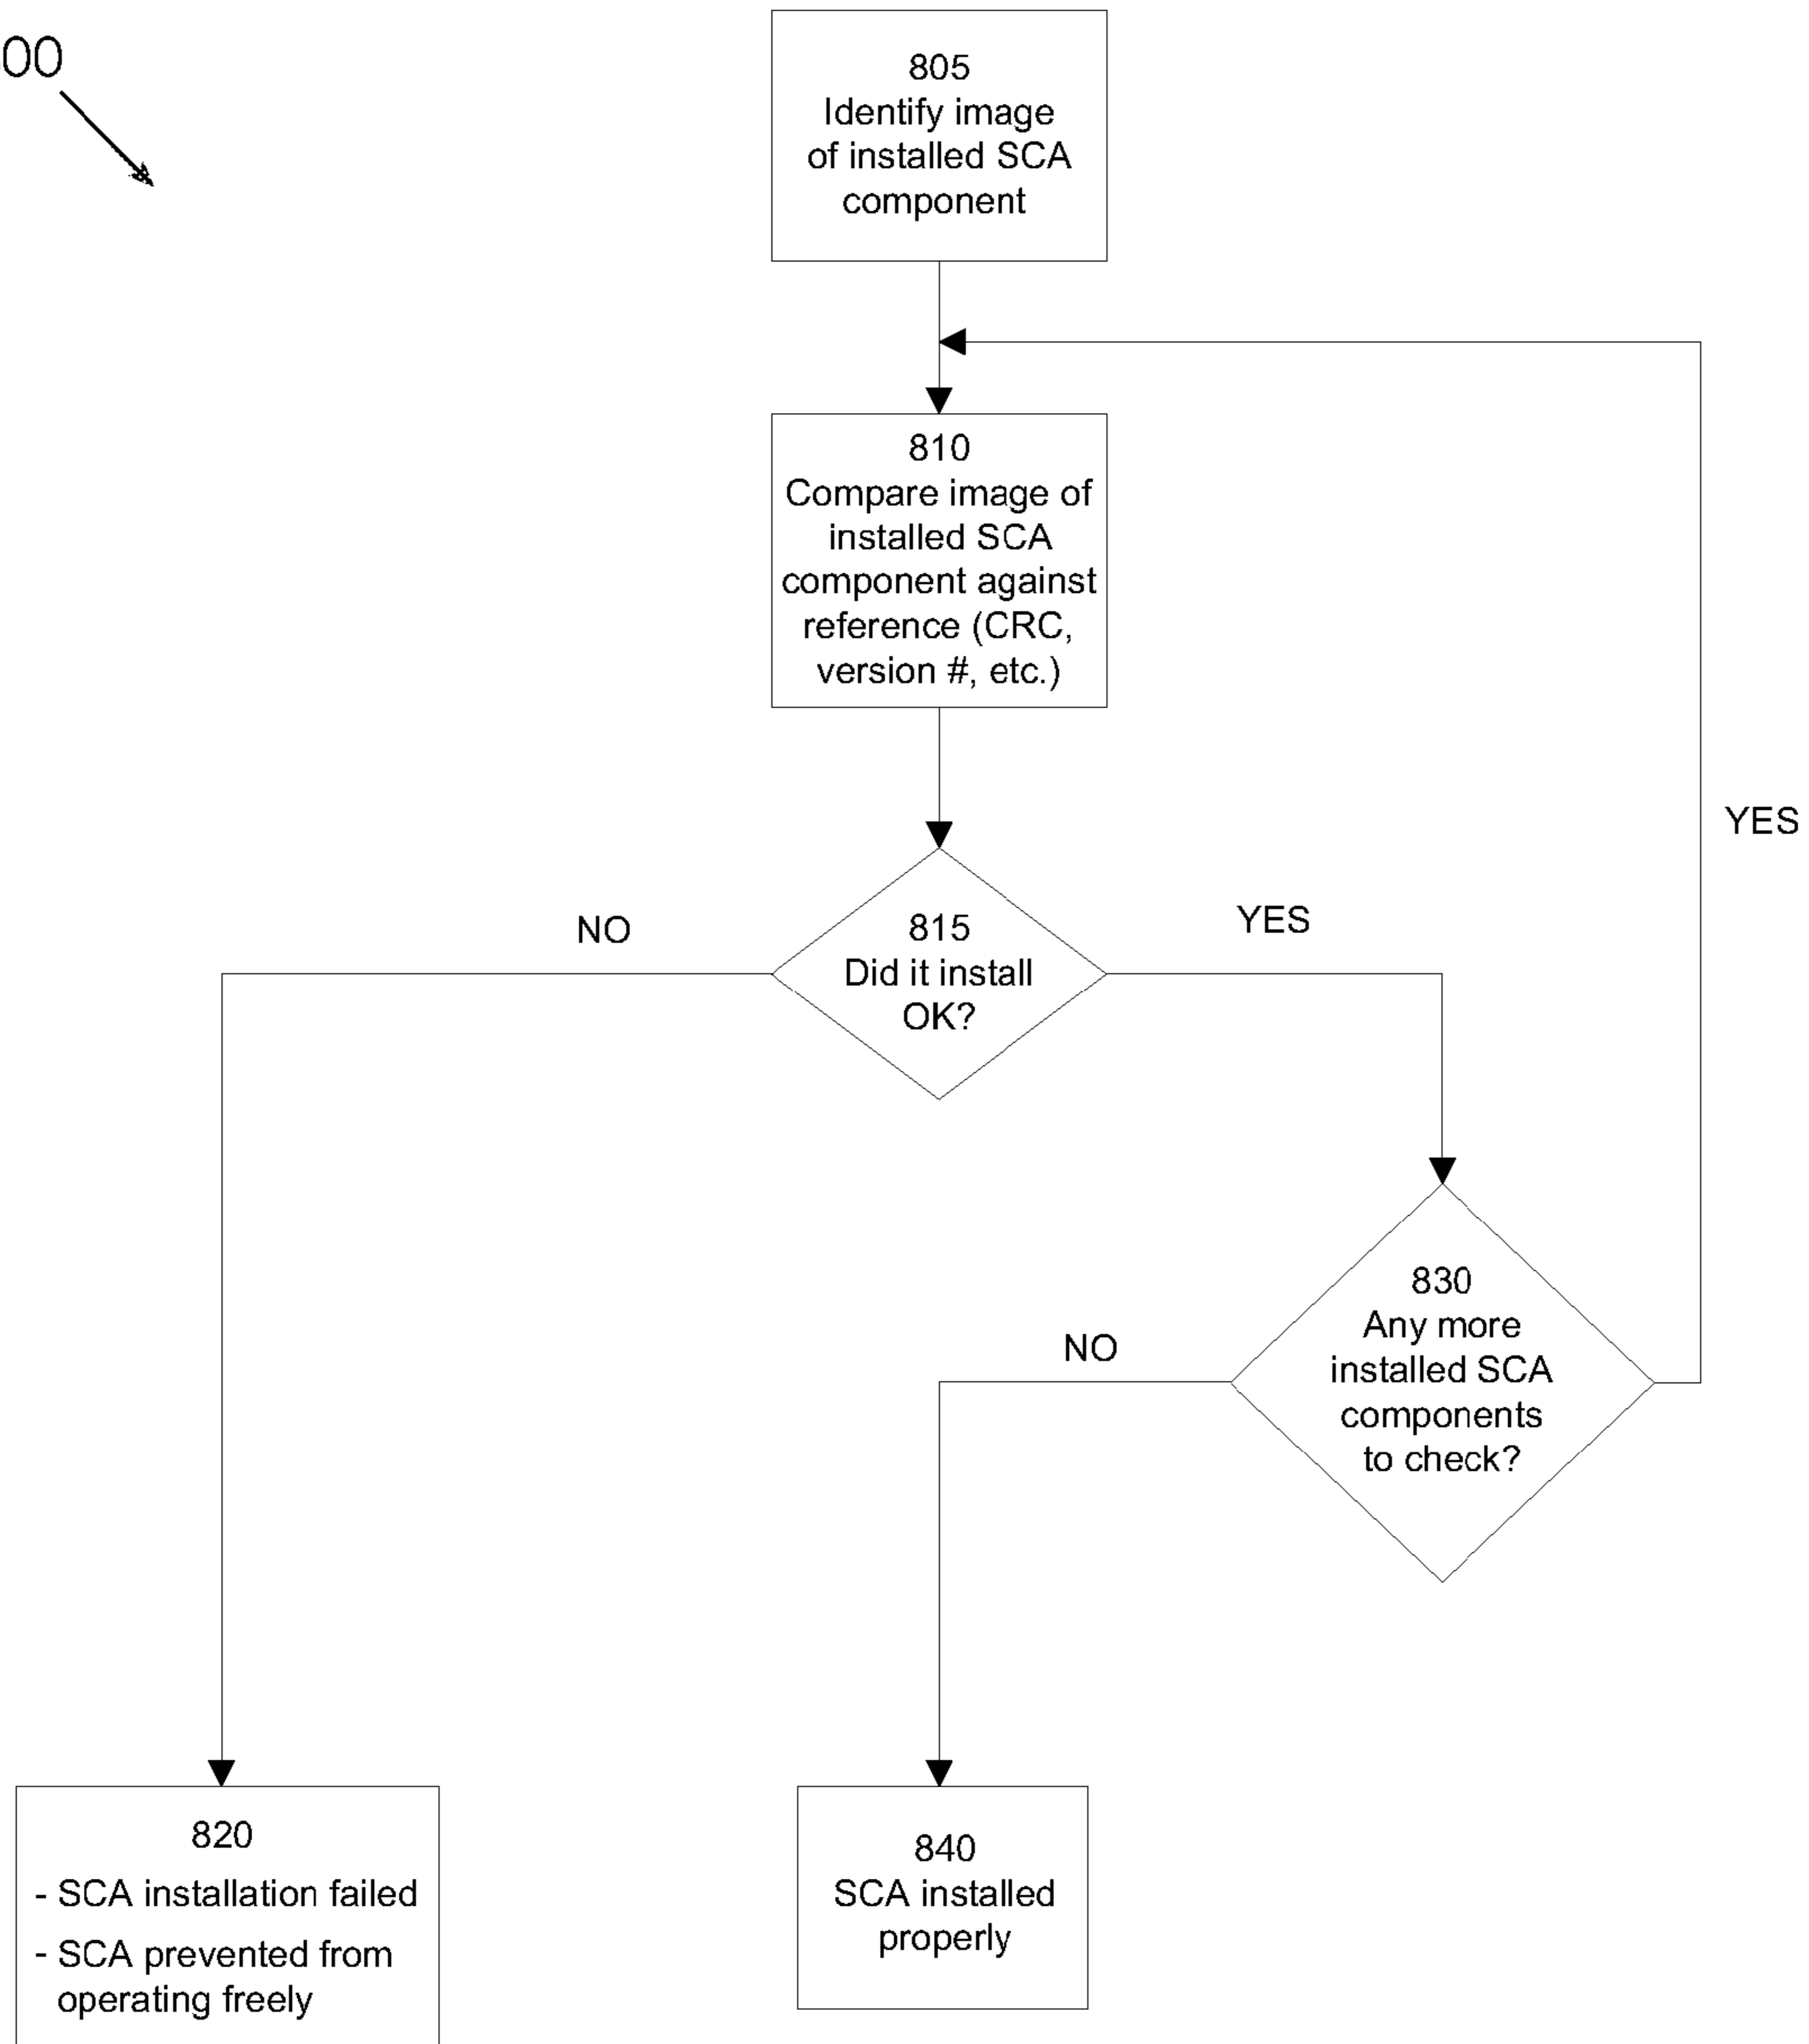 00
805
Identify image
of installed SCA
component
810
Compare image of
installed SCA
component against
reference (CRC,
version #, etc.)
YES
NO
YES
815
Did it install
OK?
830
Any more
installed SCA
components
to check?
NO
820
- SCA installation failed
- SCA prevented from
operating freely
840
SCA installed
properly